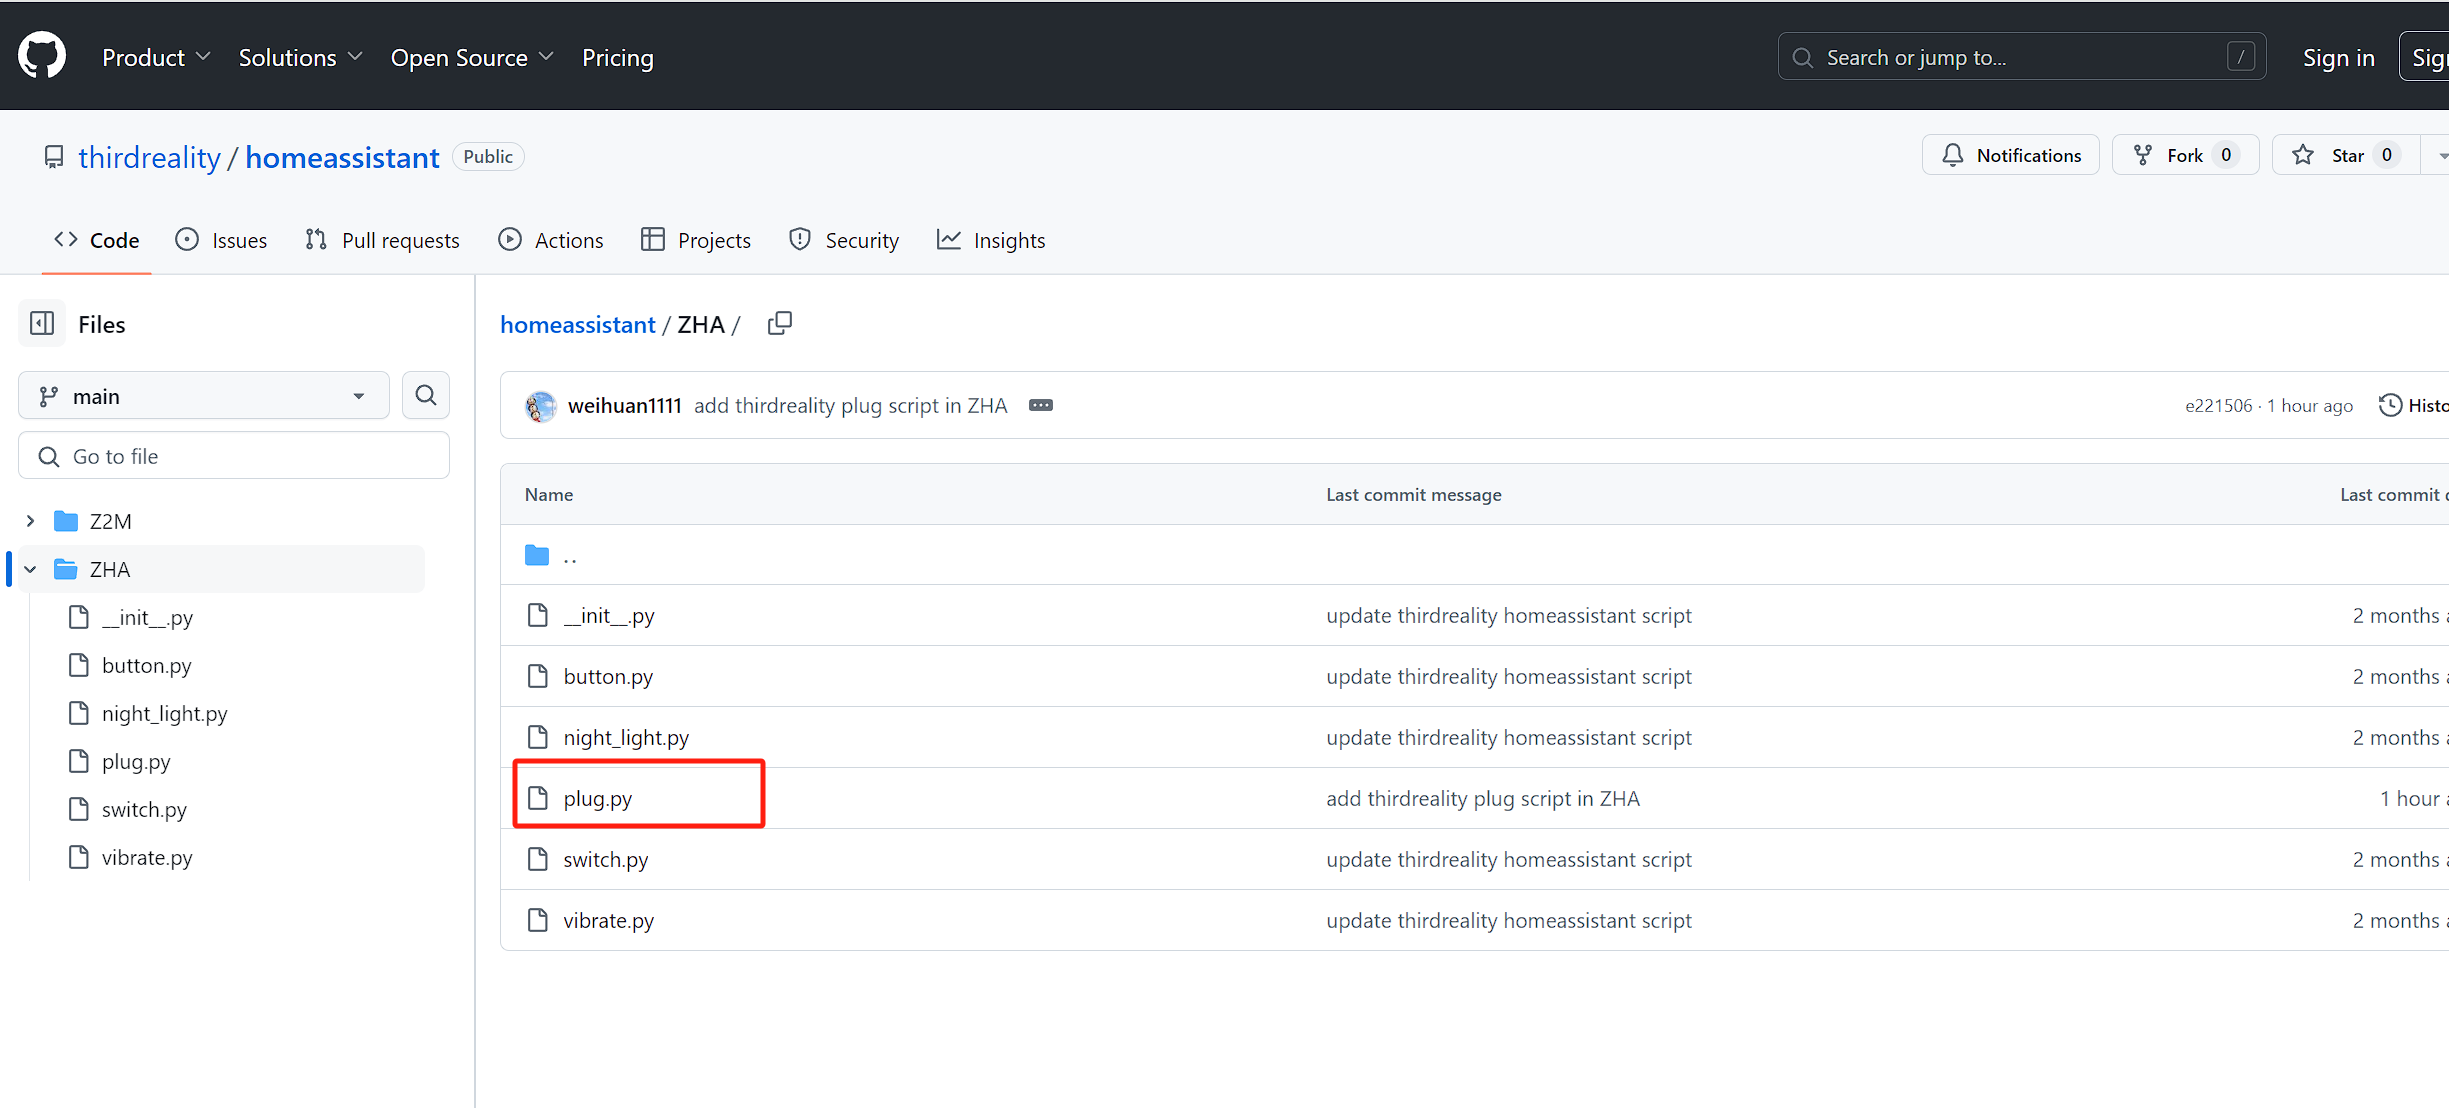 Product Solutions Open Source Pricing Search or jump to... / Sign in Sig
thirdreality / homeassistant Public Notifications Fork 0 Star 0
Code Issues Pull requests Actions Projects Security Insights
Files
main
Go to file
Z2M
ZHA
__init__.py
button.py
night_light.py
plug.py
switch.py
vibrate.py
homeassistant / ZHA /
weihuan1111 add thirdreality plug script in ZHA e221506 · 1 hour ago Histo
Name Last commit message Last commit
..
__init__.py update thirdreality homeassistant script 2 months a
button.py update thirdreality homeassistant script 2 months a
night_light.py update thirdreality homeassistant script 2 months a
plug.py add thirdreality plug script in ZHA 1 hour a
switch.py update thirdreality homeassistant script 2 months a
vibrate.py update thirdreality homeassistant script 2 months a